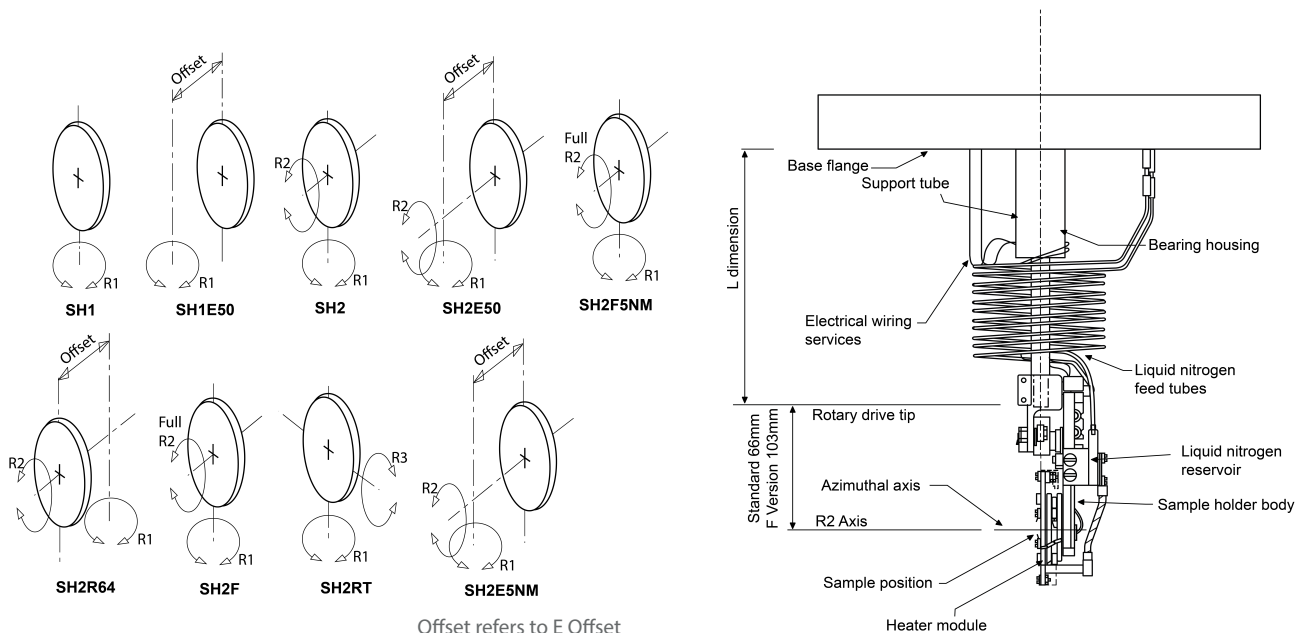 Offset
Offset
R2
Full
R2
R2
R1
R1
R1
R1
R1
SH1
SH1E50
SH2
SH2E50
SH2F5NM
Offset
Offset
Full
R2
R2
R3
R2
R1
R1
R1
R1
SH2R64
SH2F
SH2RT
SH2E5NM
Offset refers to E Offset
Base flange
Support tube
Bearing housing
L dimension
Electrical wiring
services
Liquid nitrogen
feed tubes
Rotary drive tip
Standard 66mm
F Version 103mm
Liquid nitrogen
reservoir
Azimuthal axis
Sample holder body
R2 Axis
Sample position
Heater module